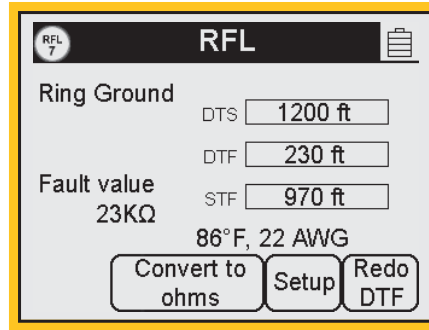 RFL
7
RFL
Ring Ground
DTS 1200 ft
DTF 230 ft
Fault value
23KΩ
STF 970 ft
86°F, 22 AWG
Convert to
ohms
Setup
Redo
DTF